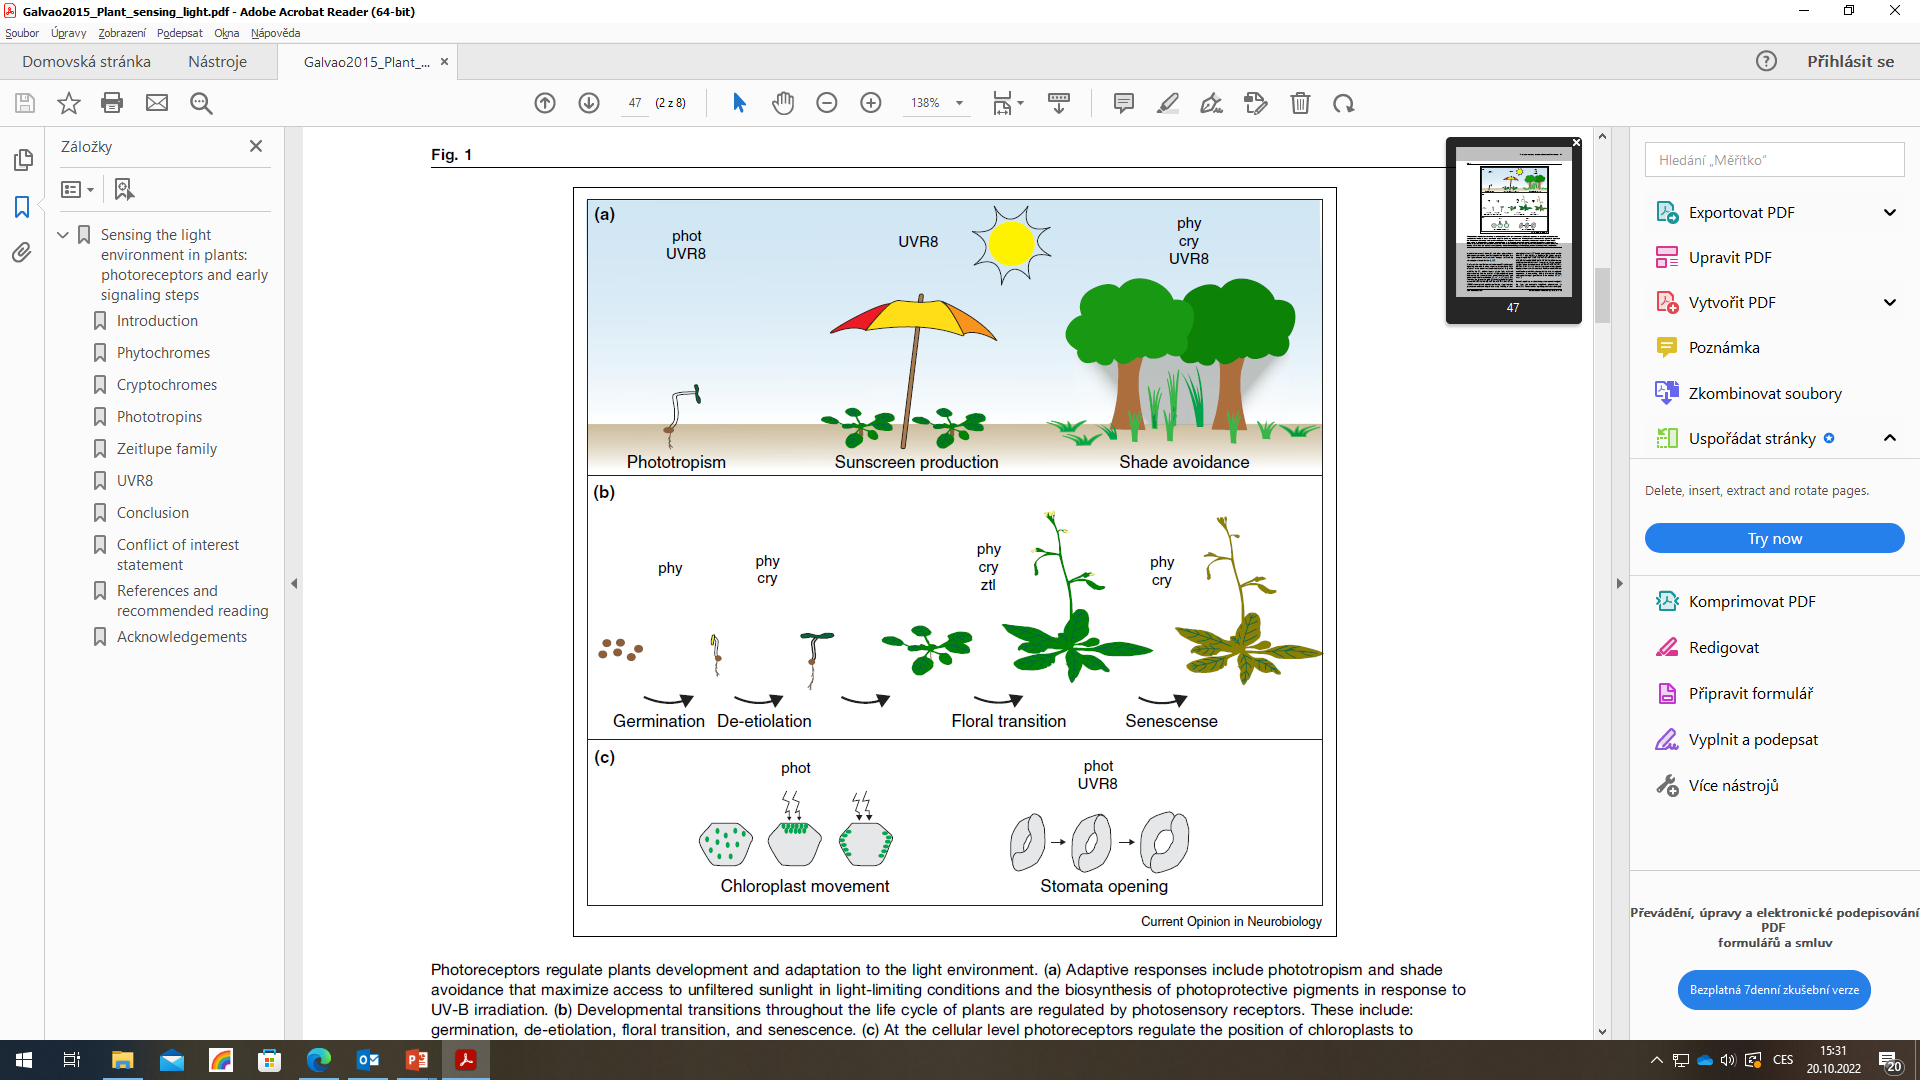 Galvao2015_Plant_sensing_light.pdf - Adobe Acrobat Reader (64-bit)
Soubor Úpravy Zobrazení Podepsat Okna Nápověda
Domovská stránka Nástroje Galvao2015_Plant_... × Přihlásit se
47 (2 z 8) 138%
Záložky
Sensing the light
environment in plants:
photoreceptors and early
signaling steps
Introduction
Phytochromes
Cryptochromes
Phototropins
Zeitlupe family
UVR8
Conclusion
Conflict of interest
statement
References and
recommended reading
Acknowledgements
Fig. 1
(a)
phot
UVR8
UVR8
phy
cry
UVR8
Phototropism
Sunscreen production
Shade avoidance
(b)
phy
phy
cry
phy
cry
ztl
phy
cry
Germination
De-etiolation
Floral transition
Senescense
(c)
phot
phot
UVR8
Chloroplast movement
Stomata opening
Current Opinion in Neurobiology
Photoreceptors regulate plants development and adaptation to the light environment. (a) Adaptive responses include phototropism and shade
avoidance that maximize access to unfiltered sunlight in light-limiting conditions and the biosynthesis of photoprotective pigments in response to
UV-B irradiation. (b) Developmental transitions throughout the life cycle of plants are regulated by photosensory receptors. These include:
germination, de-etiolation, floral transition, and senescence. (c) At the cellular level photoreceptors regulate the position of chloroplasts to
47
Hledání „Měřítko“
Exportovat PDF
Upravit PDF
Vytvořit PDF
Poznámka
Zkombinovat soubory
Uspořádat stránky
Delete, insert, extract and rotate pages.
Try now
Komprimovat PDF
Redigovat
Připravit formulář
Vyplnit a podepsat
Více nástrojů
Převádění, úpravy a elektronické podepisování
PDF
formulářů a smluv
Bezplatná 7denní zkušební verze
CES
15:31
20.10.2022
20